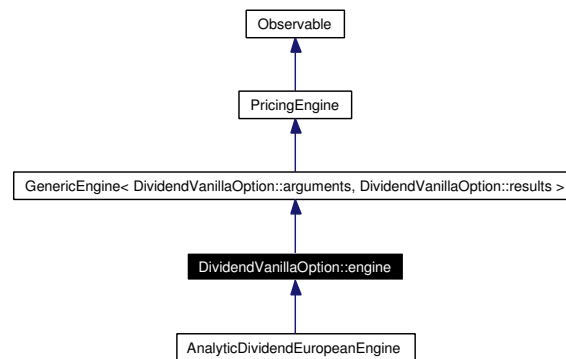 Observable
PricingEngine
GenericEngine< DividendVanillaOption::arguments, DividendVanillaOption::results >
DividendVanillaOption::engine
AnalyticDividendEuropeanEngine